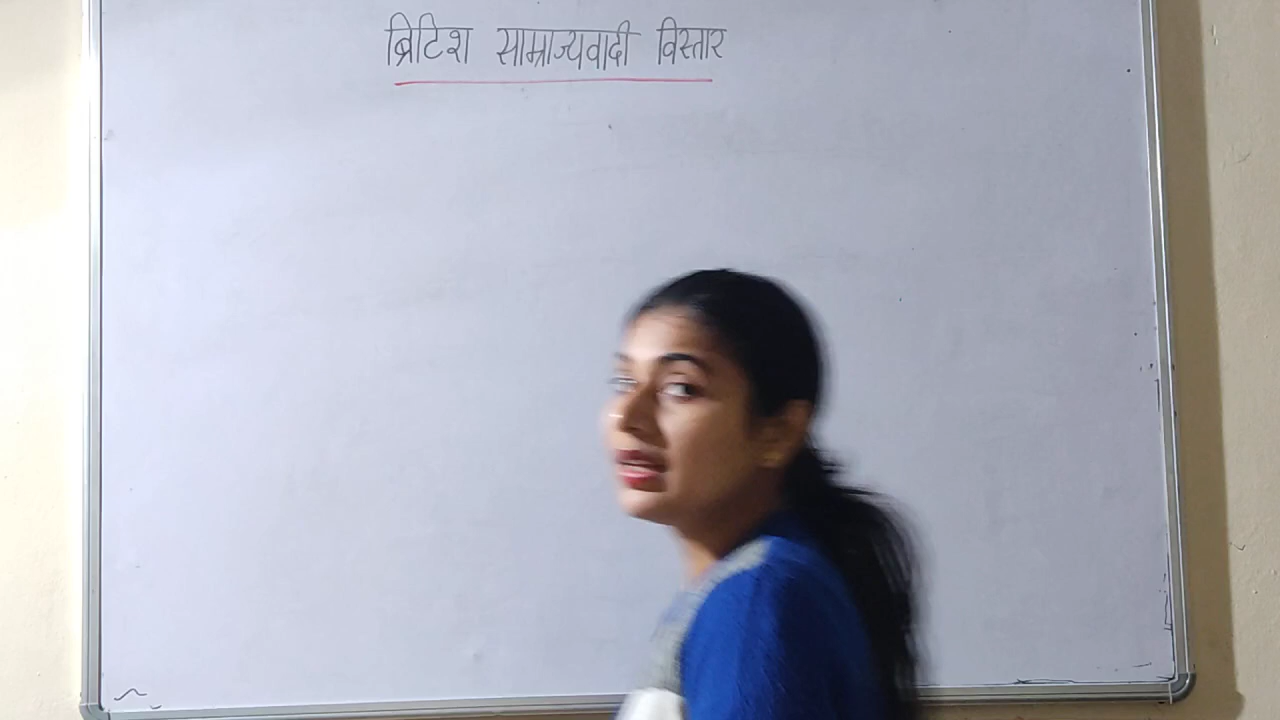 ब्रिटिश साम्राज्यवादी विस्तार